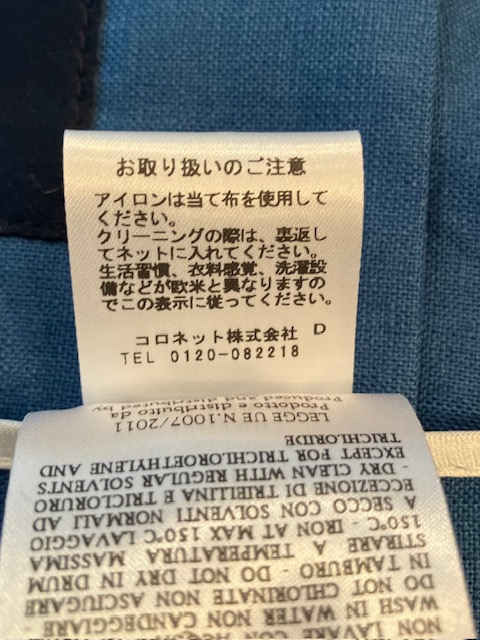 お取り扱いのご注意
アイロンは当て布を使用して
ください。
クリーニングの際は、裏返し
てネットに入れてください。
生活習慣、衣料感覚、洗濯設
備などが欧米と異なりますの
でこの表示に従ってください。
コロネット株式会社 D
TEL 0120-082218
NON LAVARE CON
WASH IN WATER NON CANDEGGIARE
DO NOT CHLORINATE NON ASCIUGARE
IN TAMBURO - DO NOT DRY IN DRUM
STIRARE A TEMPERATURA MASSIMA
150°C - IRON AT MAX 150°C LAVAGGIO
A SECCO CON SOLVENTI NORMALI AD
ECCEZIONE DI TRIELLINA E TRICLORURO
- DRY CLEAN WITH REGULAR SOLVENTS
EXCEPT FOR TRICHLOROETHYLENE AND
TRICHLORIDE
LEGGE UE N.1007/2011
Prodotto e distribuito da
Produced and distributed by